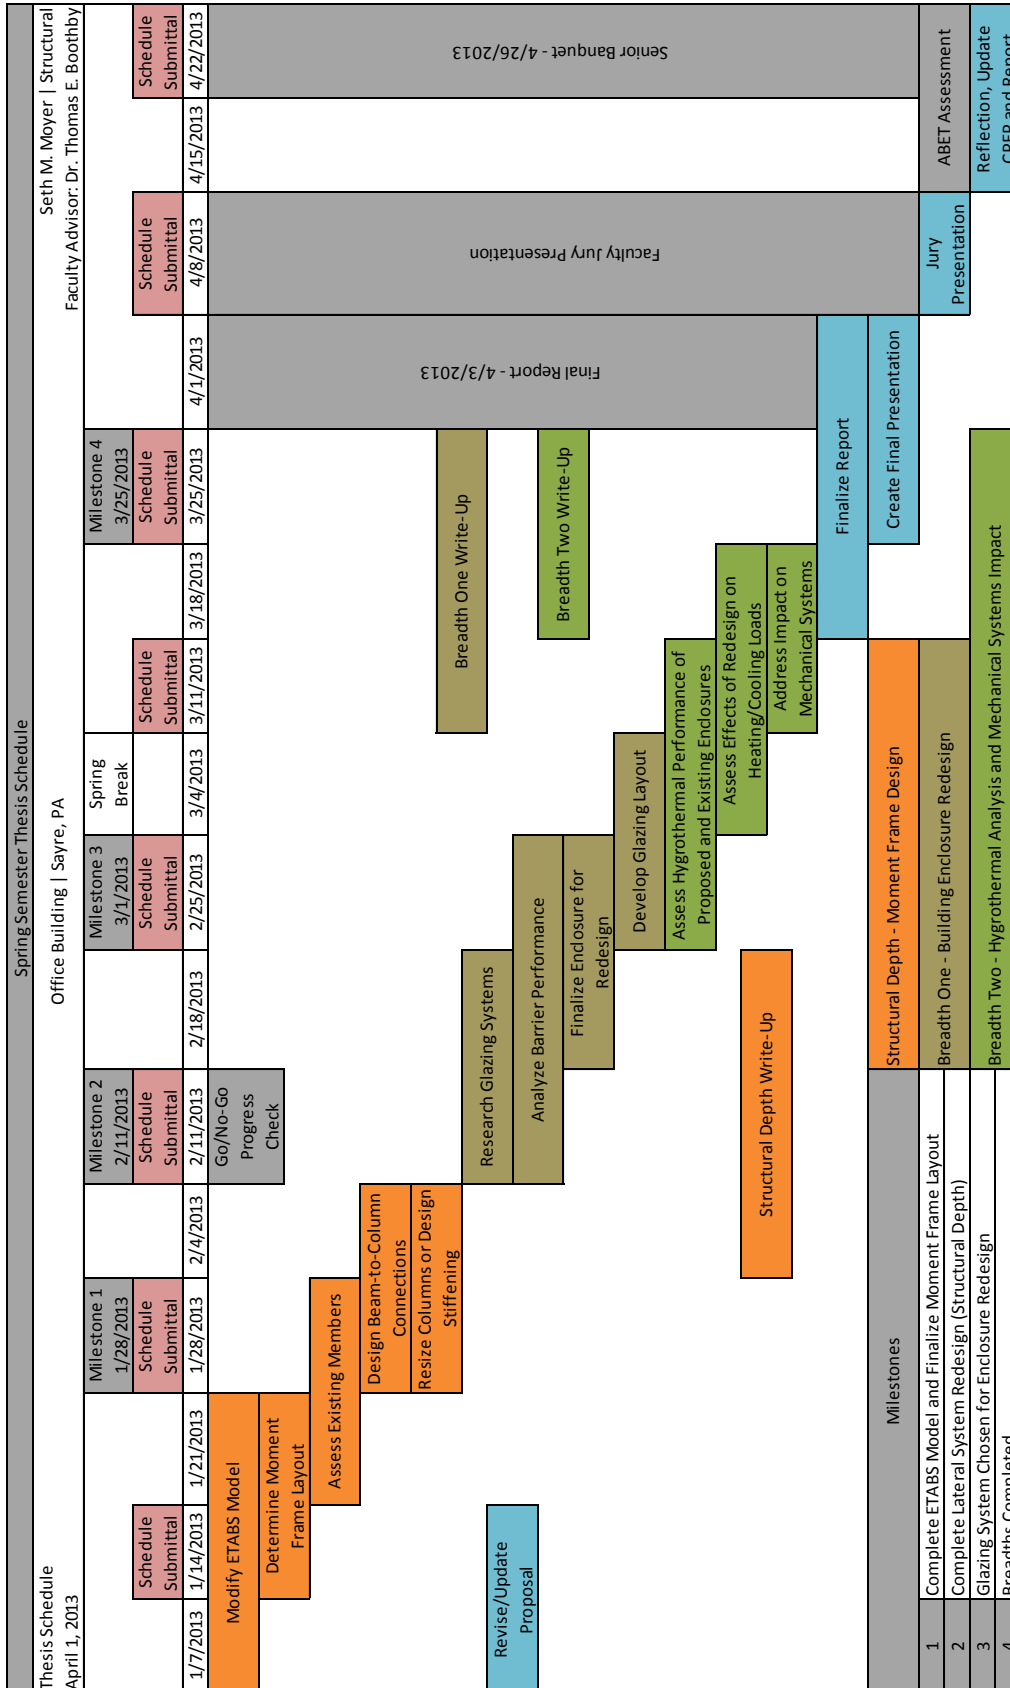 Spring Semester Thesis Schedule
Thesis Schedule
April 1, 2013
Office Building | Sayre, PA
Seth M. Moyer | Structural
Faculty Advisor: Dr. Thomas E. Boothby
Milestone 1
1/28/2013
Milestone 2
2/11/2013
Milestone 3
3/1/2013
Spring
Break
Milestone 4
3/25/2013
Schedule
Submittal
Schedule
Submittal
Schedule
Submittal
Schedule
Submittal
Schedule
Submittal
Schedule
Submittal
Schedule
Submittal
Schedule
Submittal
1/7/2013
1/14/2013
1/21/2013
1/28/2013
2/4/2013
2/11/2013
2/18/2013
2/25/2013
3/4/2013
3/11/2013
3/18/2013
3/25/2013
4/1/2013
4/8/2013
4/15/2013
4/22/2013
Modify ETABS Model
Go/No-Go
Progress
Check
Determine Moment
Frame Layout
Assess Existing Members
Design Beam-to-Column
Connections
Resize Columns or Design
Stiffening
Breadth One Write-Up
Research Glazing Systems
Revise/Update
Proposal
Analyze Barrier Performance
Breadth Two Write-Up
Finalize Enclosure for
Redesign
Develop Glazing Layout
Assess Hygrothermal Performance of
Proposed and Existing Enclosures
Assess Effects of Redesign on
Heating/Cooling Loads
Structural Depth Write-Up
Address Impact on
Mechanical Systems
Final Report - 4/3/2013
Faculty Jury Presentation
Senior Banquet - 4/26/2013
Finalize Report
Create Final Presentation
Milestones
Structural Depth - Moment Frame Design
1
Complete ETABS Model and Finalize Moment Frame Layout
Breadth One - Building Enclosure Redesign
Jury
Presentation
ABET Assessment
2
Complete Lateral System Redesign (Structural Depth)
3
Glazing System Chosen for Enclosure Redesign
Breadth Two - Hygrothermal Analysis and Mechanical Systems Impact
Reflection, Update
CPEP and Report
4
Breadths Completed